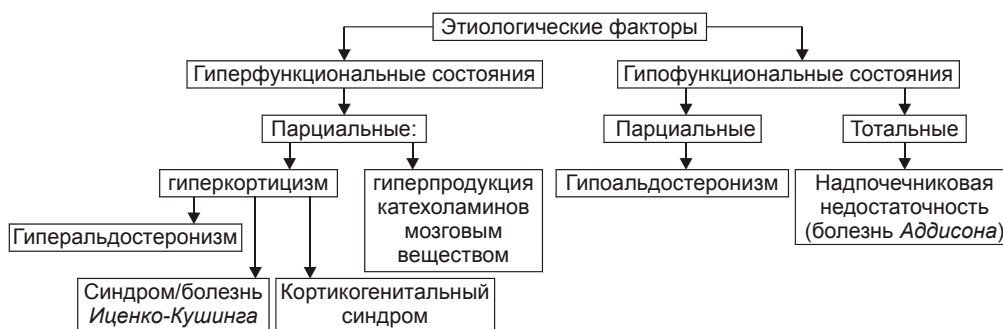 Этиологические факторы
Гиперфункциональные состояния
Гипофункциональные состояния
Парциальные:
Парциальные
Тотальные
гиперкортицизм
гиперпродукция
катехоламинов
мозговым
веществом
Гипоальдостеронизм
Надпочечниковая
недостаточность
(болезнь Аддисона)
Гиперальдостеронизм
Синдром/болезнь
Иценко-Кушинга
Кортикогенитальный
синдром